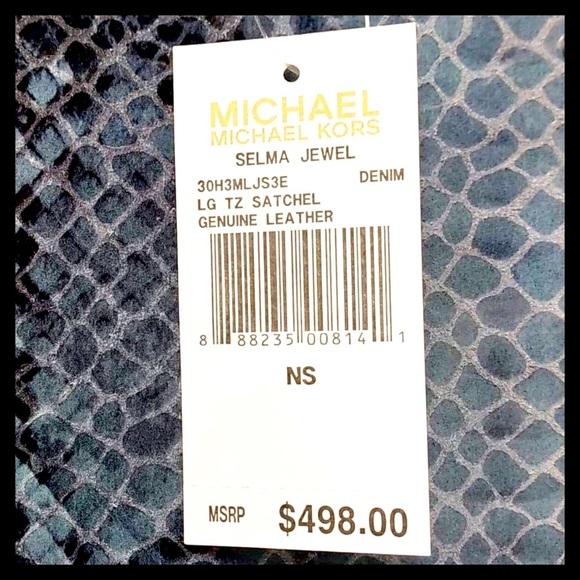 MICHAEL
MICHAEL KORS
SELMA JEWEL
30H3MLJS3E DENIM
LG TZ SATCHEL
GENUINE LEATHER
8 88235 00814 1
NS
MSRP $498.00